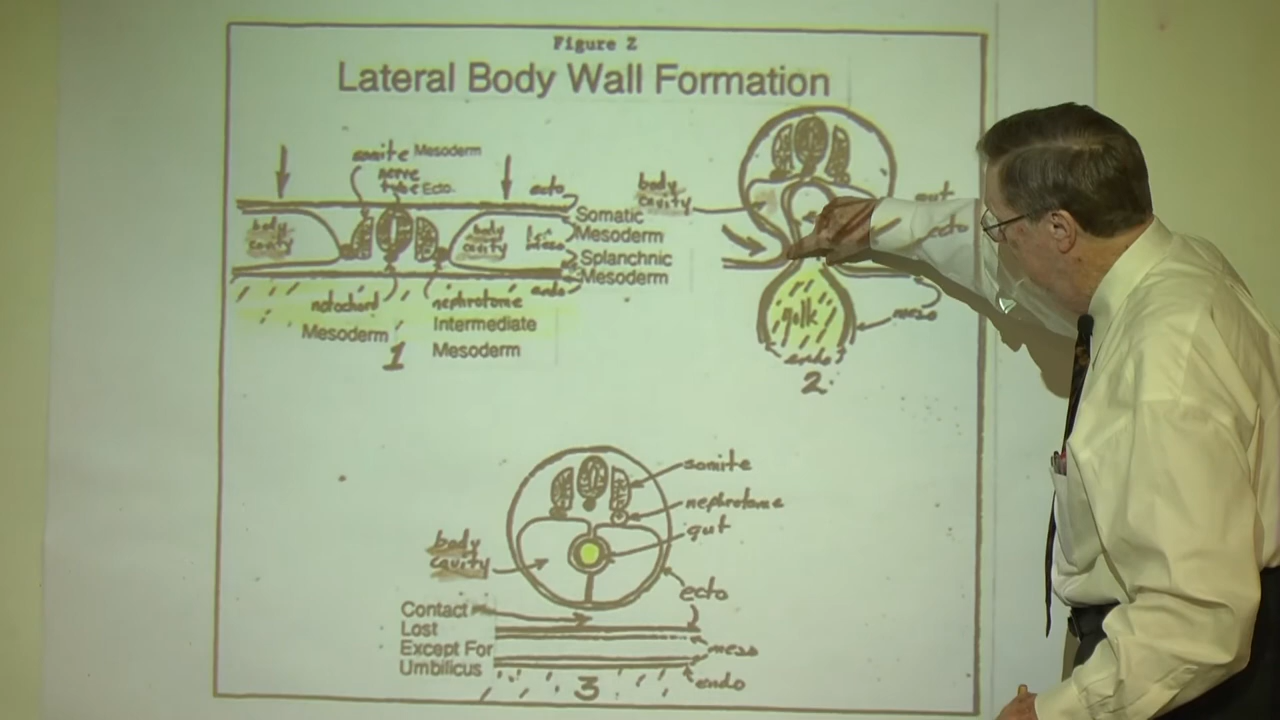 Figure Z
Lateral Body Wall Formation
somite Mesoderm
nerve
tube Ecto.
ecto
body
cavity
body
cavity
Somatic
Mesoderm
Splanchnic
Mesoderm
endo
notochord
nephrotome
Mesoderm
Intermediate
Mesoderm
1
body
cavity
gut
ecto
yolk
meso
endo
2
somite
nephrotome
gut
body
cavity
ecto
Contact
Lost
Except For
Umbilicus
meso
endo
3